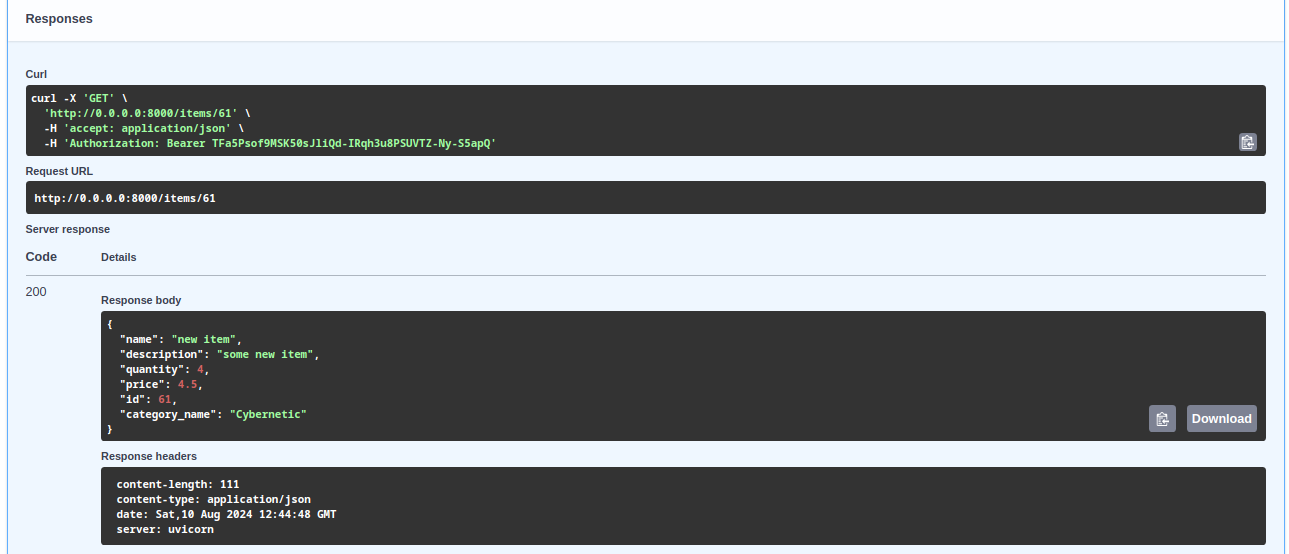 Responses
Curl
curl -X 'GET' \
'http://0.0.0.0:8000/items/61' \
-H 'accept: application/json' \
-H 'Authorization: Bearer TFa5Psof9MSK50sJliQd-IRqh3u8PSUVTZ-Ny-S5apQ'
Request URL
http://0.0.0.0:8000/items/61
Server response
Code Details
200
Response body
{
"name": "new item",
"description": "some new item",
"quantity": 4,
"price": 4.5,
"id": 61,
"category_name": "Cybernetic"
}
Download
Response headers
content-length: 111
content-type: application/json
date: Sat,10 Aug 2024 12:44:48 GMT
server: uvicorn